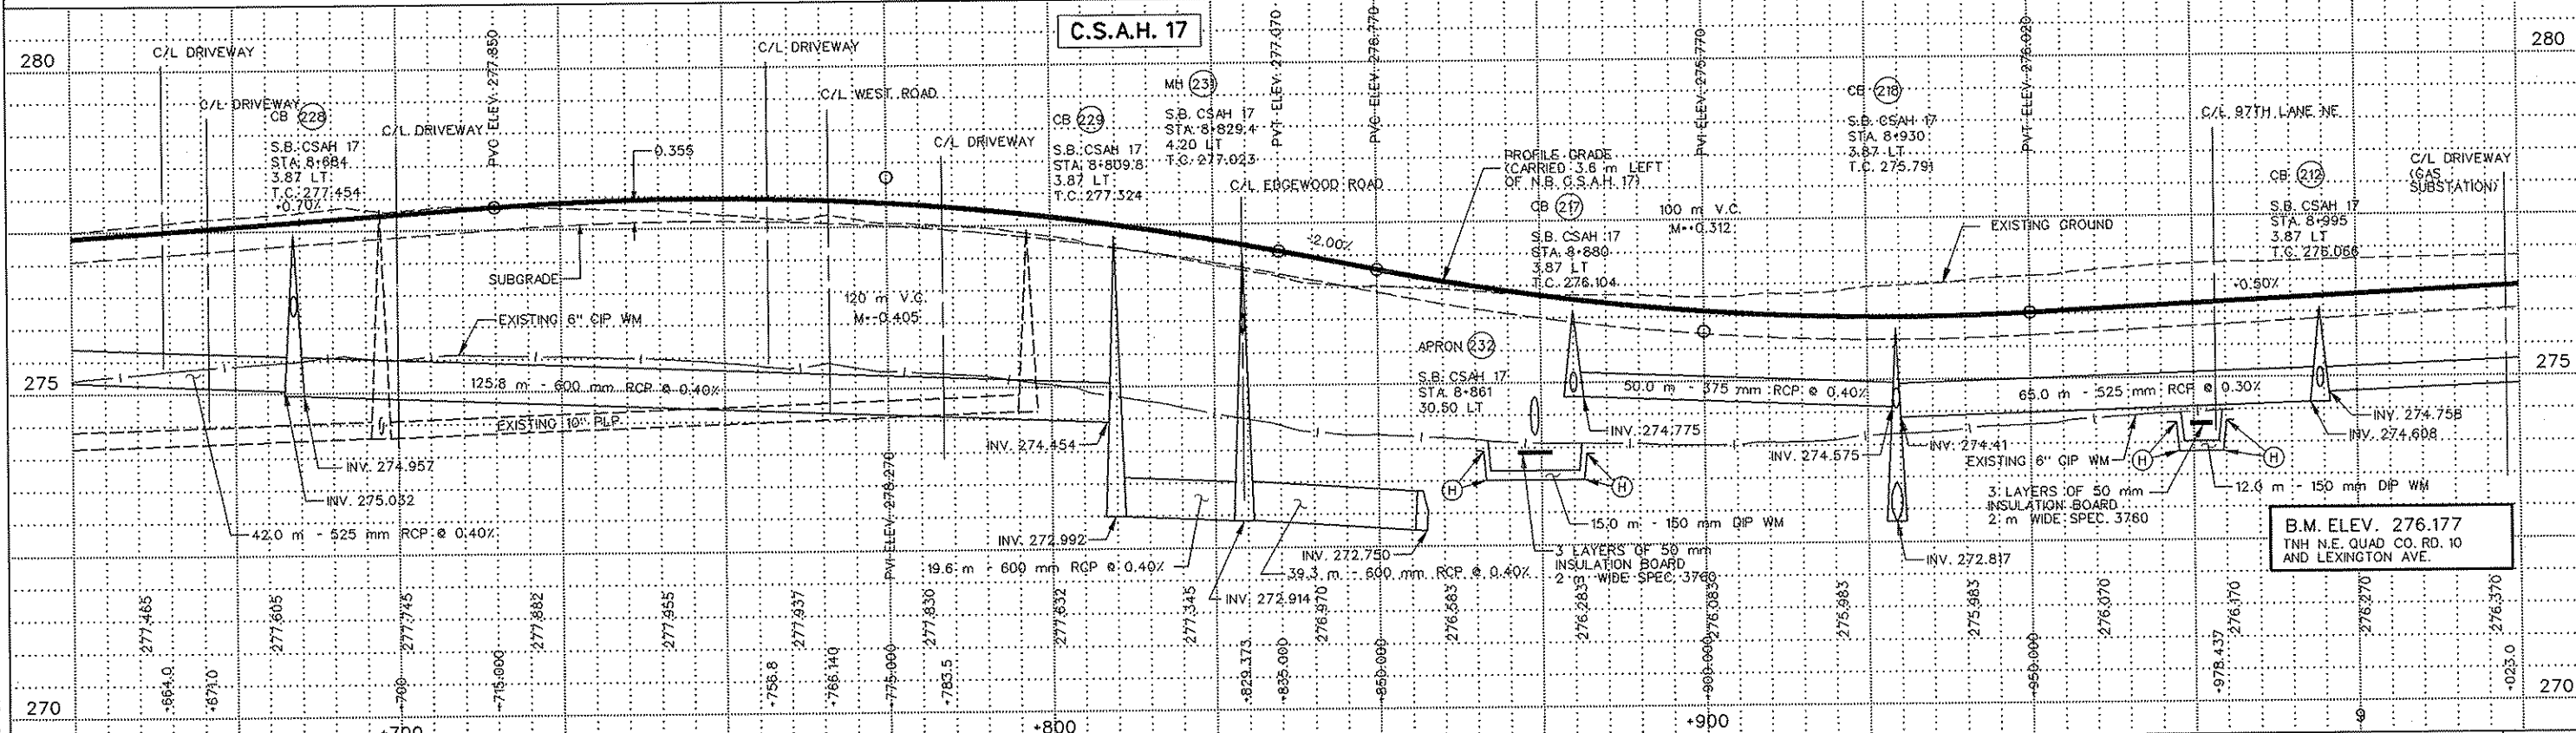 C.S.A.H. 17
280
280
275
275
270
270
C/L DRIVEWAY
C/L DRIVEWAY
CB 228
S.B. CSAH 17
STA. 8+684
3.87 LT
T.C. 277.454
+0.70%
C/L DRIVEWAY
PVC ELEV. 277.850
0.355
C/L DRIVEWAY
C/L WEST ROAD
C/L DRIVEWAY
CB 229
S.B. CSAH 17
STA. 8+809.8
3.87 LT
T.C. 277.324
MH 231
S.B. CSAH 17
STA. 8+829.4
4.20 LT
T.C. 277.023
C/L EDGEWOOD ROAD
PVT ELEV. 277.070
PVC ELEV. 276.770
-2.00%
PROFILE GRADE
(CARRIED 3.6 m LEFT
OF N.B. C.S.A.H. 17)
CB 217
S.B. CSAH 17
STA. 8+880
3.87 LT
T.C. 276.104
100 m V.C.
M=+0.312
PVI ELEV. 275.770
CB 218
S.B. CSAH 17
STA. 8+930
3.87 LT
T.C. 275.791
EXISTING GROUND
PVT ELEV. 276.020
C/L 97TH LANE NE
CB 212
S.B. CSAH 17
STA. 8+995
3.87 LT
T.C. 276.066
+0.50%
C/L DRIVEWAY
(GAS
SUBSTATION)
SUBGRADE
120 m V.C.
M=-0.405
EXISTING 6" CIP WM
125.8 m - 600 mm RCP @ 0.40%
EXISTING 10" PLP
INV. 274.957
INV. 275.032
42.0 m - 525 mm RCP @ 0.40%
PVI ELEV. 278.270
INV. 274.454
INV. 272.992
19.6 m - 600 mm RCP @ 0.40%
INV. 272.914
INV. 272.750
39.3 m - 600 mm RCP @ 0.40%
APRON 232
S.B. CSAH 17
STA. 8+861
30.50 LT
H
H
15.0 m - 150 mm DIP WM
3 LAYERS OF 50 mm
INSULATION BOARD
2 m WIDE SPEC. 3760
50.0 m - 375 mm RCP @ 0.40%
INV. 274.775
INV. 274.575
INV. 274.41
INV. 272.817
65.0 m - 525 mm RCP @ 0.30%
EXISTING 6" CIP WM
H
H
INV. 274.758
INV. 274.608
12.0 m - 150 mm DIP WM
3 LAYERS OF 50 mm
INSULATION BOARD
2 m WIDE SPEC. 3760
B.M. ELEV. 276.177
TNH N.E. QUAD CO. RD. 10
AND LEXINGTON AVE.
277.465
277.605
277.745
277.882
277.955
277.937
277.830
277.632
277.345
276.970
276.583
276.283
276.083
275.983
275.983
276.070
276.170
276.270
276.370
+664.0
+671.0
+700
+715.000
+756.8
+766.140
+775.000
+783.5
+829.373
+835.000
+850.000
+900.000
+950.000
+978.437
+023.0
+700
+800
+900
9